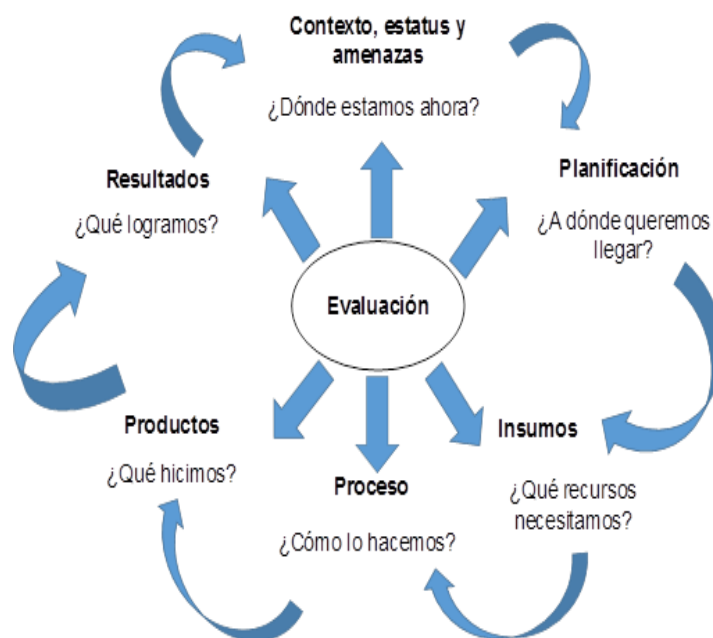 Contexto, estatus y
amenazas
¿Dónde estamos ahora?
Planificación
¿A dónde queremos
llegar?
Insumos
¿Qué recursos
necesitamos?
Proceso
¿Cómo lo hacemos?
Productos
¿Qué hicimos?
Resultados
¿Qué logramos?
Evaluación